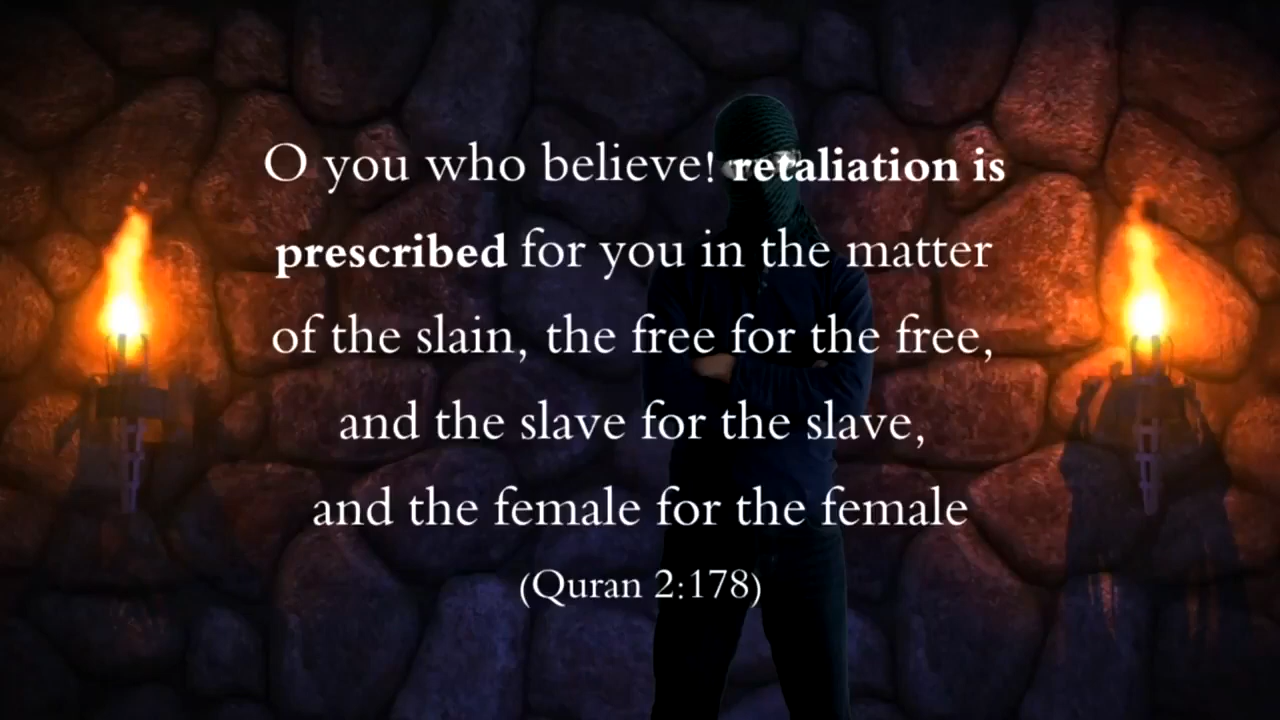 O you who believe! retaliation is
prescribed for you in the matter
of the slain, the free for the free,
and the slave for the slave,
and the female for the female
(Quran 2:178)